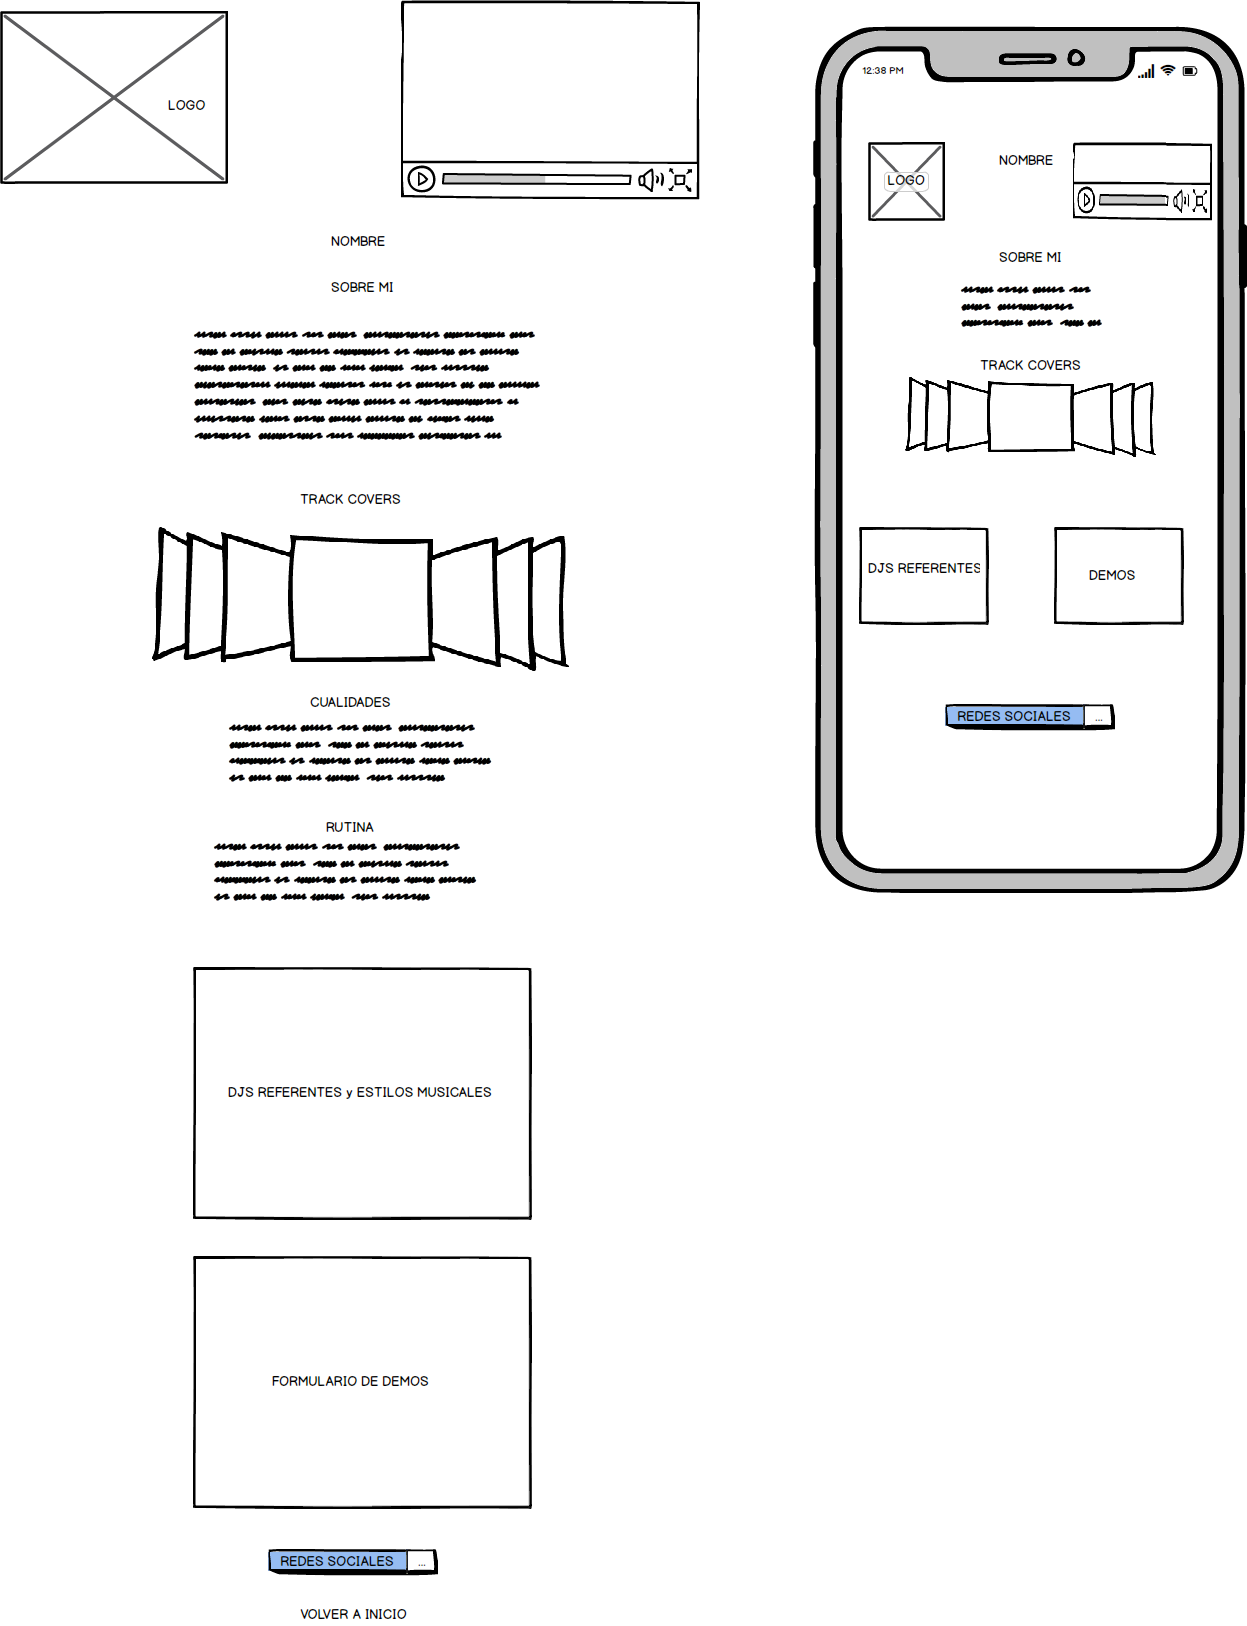 LOGO
NOMBRE
SOBRE MI
TRACK COVERS
CUALIDADES
RUTINA
DJS REFERENTES y ESTILOS MUSICALES
FORMULARIO DE DEMOS
REDES SOCIALES ...
VOLVER A INICIO
12:38 PM
LOGO
NOMBRE
SOBRE MI
TRACK COVERS
DJS REFERENTES
DEMOS
REDES SOCIALES ...